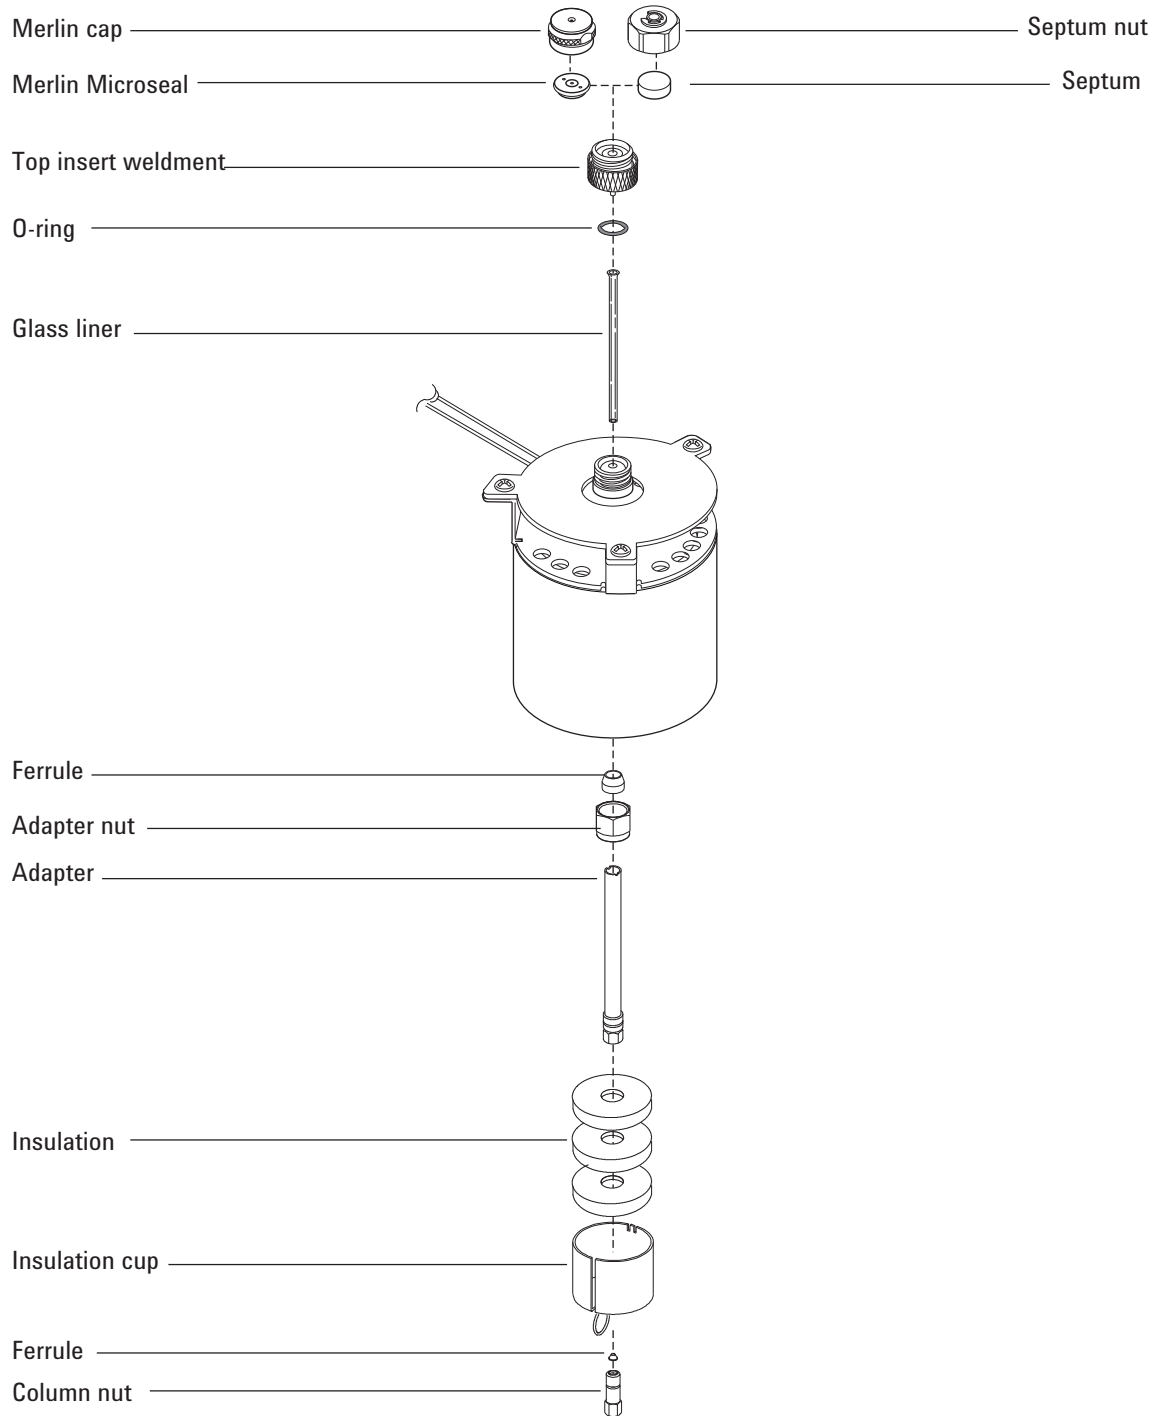 Merlin cap
Septum nut
Merlin Microseal
Septum
Top insert weldment
O-ring
Glass liner
Ferrule
Adapter nut
Adapter
Insulation
Insulation cup
Ferrule
Column nut